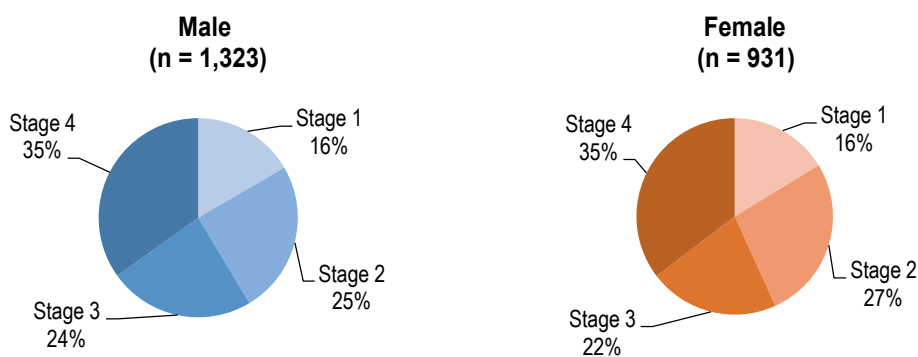 Male
(n = 1,323)
Stage 1
16%
Stage 2
25%
Stage 3
24%
Stage 4
35%
Female
(n = 931)
Stage 1
16%
Stage 2
27%
Stage 3
22%
Stage 4
35%